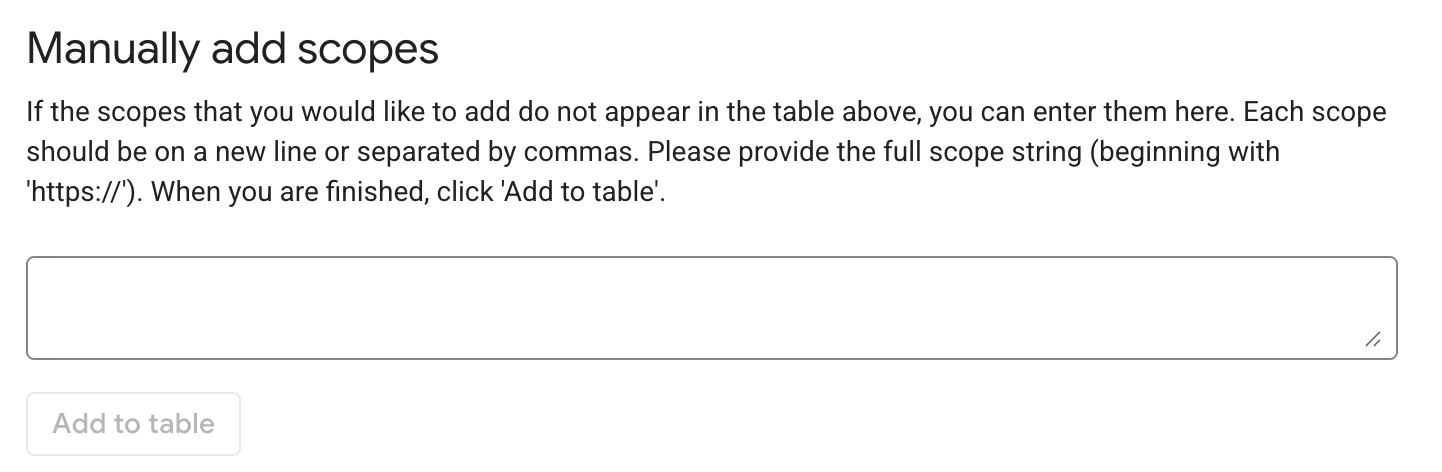 Manually add scopes
If the scopes that you would like to add do not appear in the table above, you can enter them here. Each scope
should be on a new line or separated by commas. Please provide the full scope string (beginning with
'https://'). When you are finished, click 'Add to table'.
Add to table